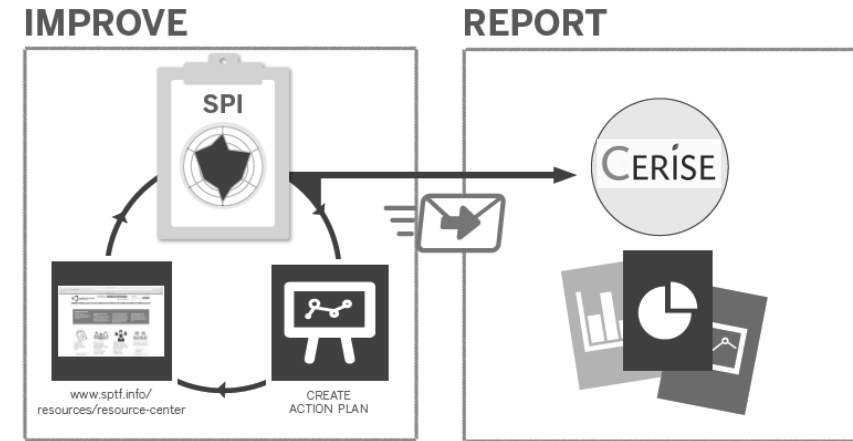 IMPROVE
REPORT
SPI
CERISE
www.sptf.info/
resources/resource-center
CREATE
ACTION PLAN